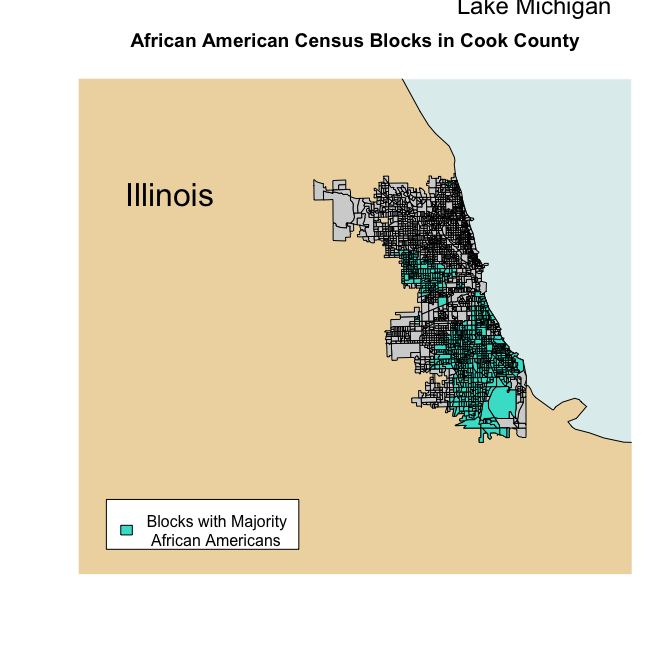 Lake Michigan
African American Census Blocks in Cook County
Illinois
Blocks with Majority
African Americans